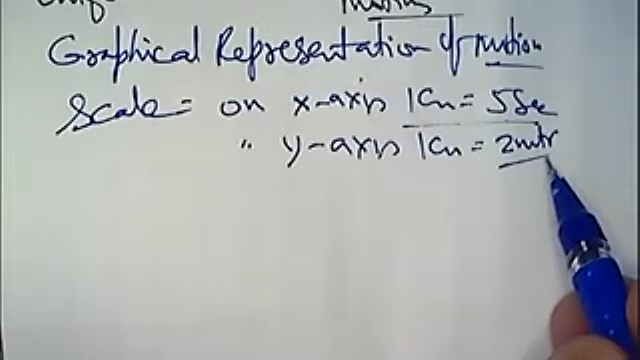 Graphical Representation of Motion
Scale = on x-axis 1Cm = 5Sec
" y-axis 1Cm = 2mtr